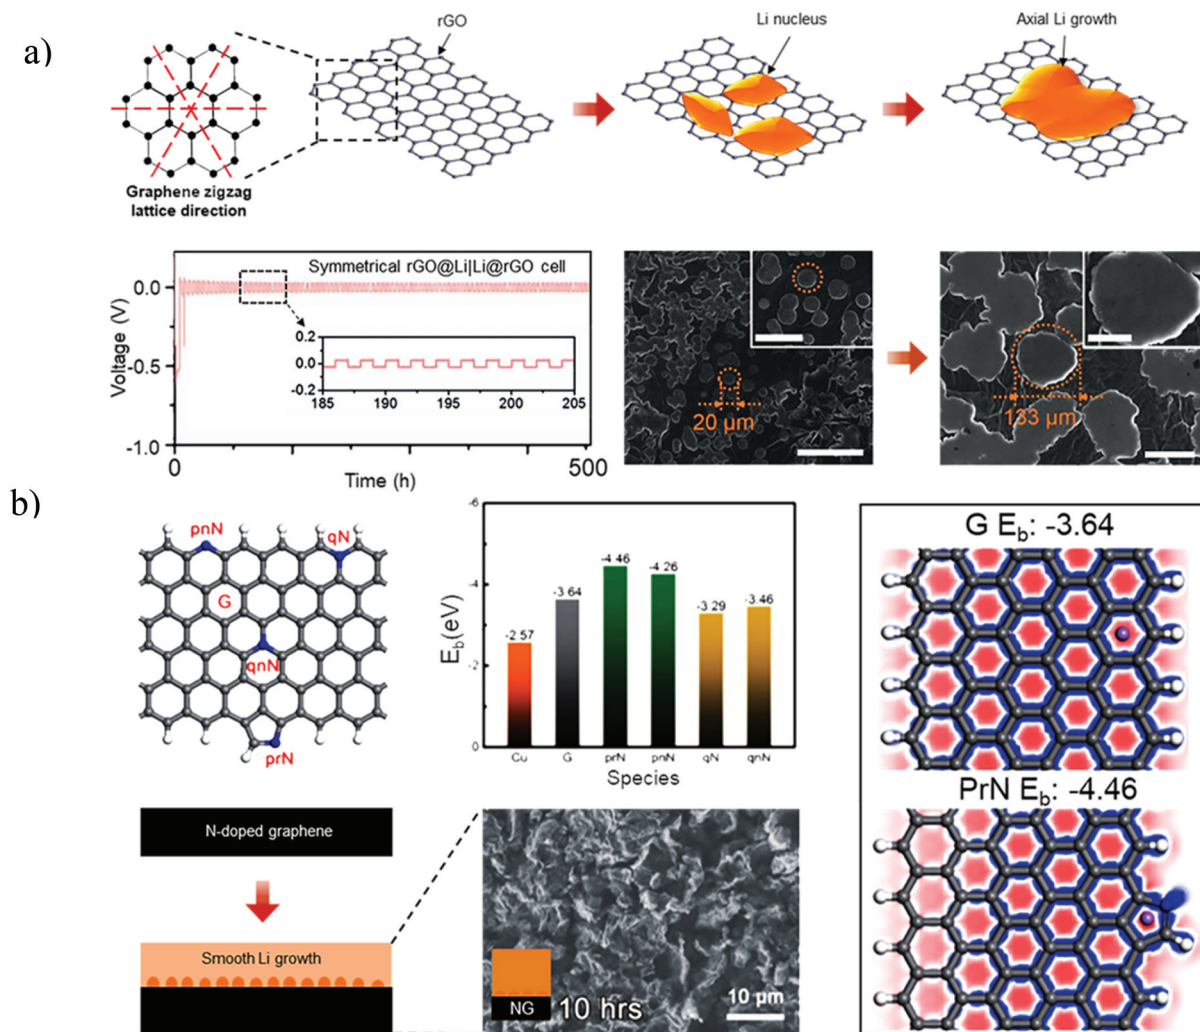 a)
rGO
Li nucleus
Axial Li growth
Graphene zigzag
lattice direction
Symmetrical rGO@Li|Li@rGO cell
Voltage (V)
0.0
-0.5
-1.0
0.2
0.0
-0.2
185
190
195
200
205
0
500
Time (h)
20 μm
133 μm
b)
pnN
qN
G
qnN
prN
-6
-4
-2
0
E_b(eV)
-2.57
-3.64
-4.46
-4.26
-3.29
-3.46
Cu
G
prN
pnN
qN
qnN
Species
G E_b: -3.64
PrN E_b: -4.46
N-doped graphene
Smooth Li growth
NG
10 hrs
10 μm